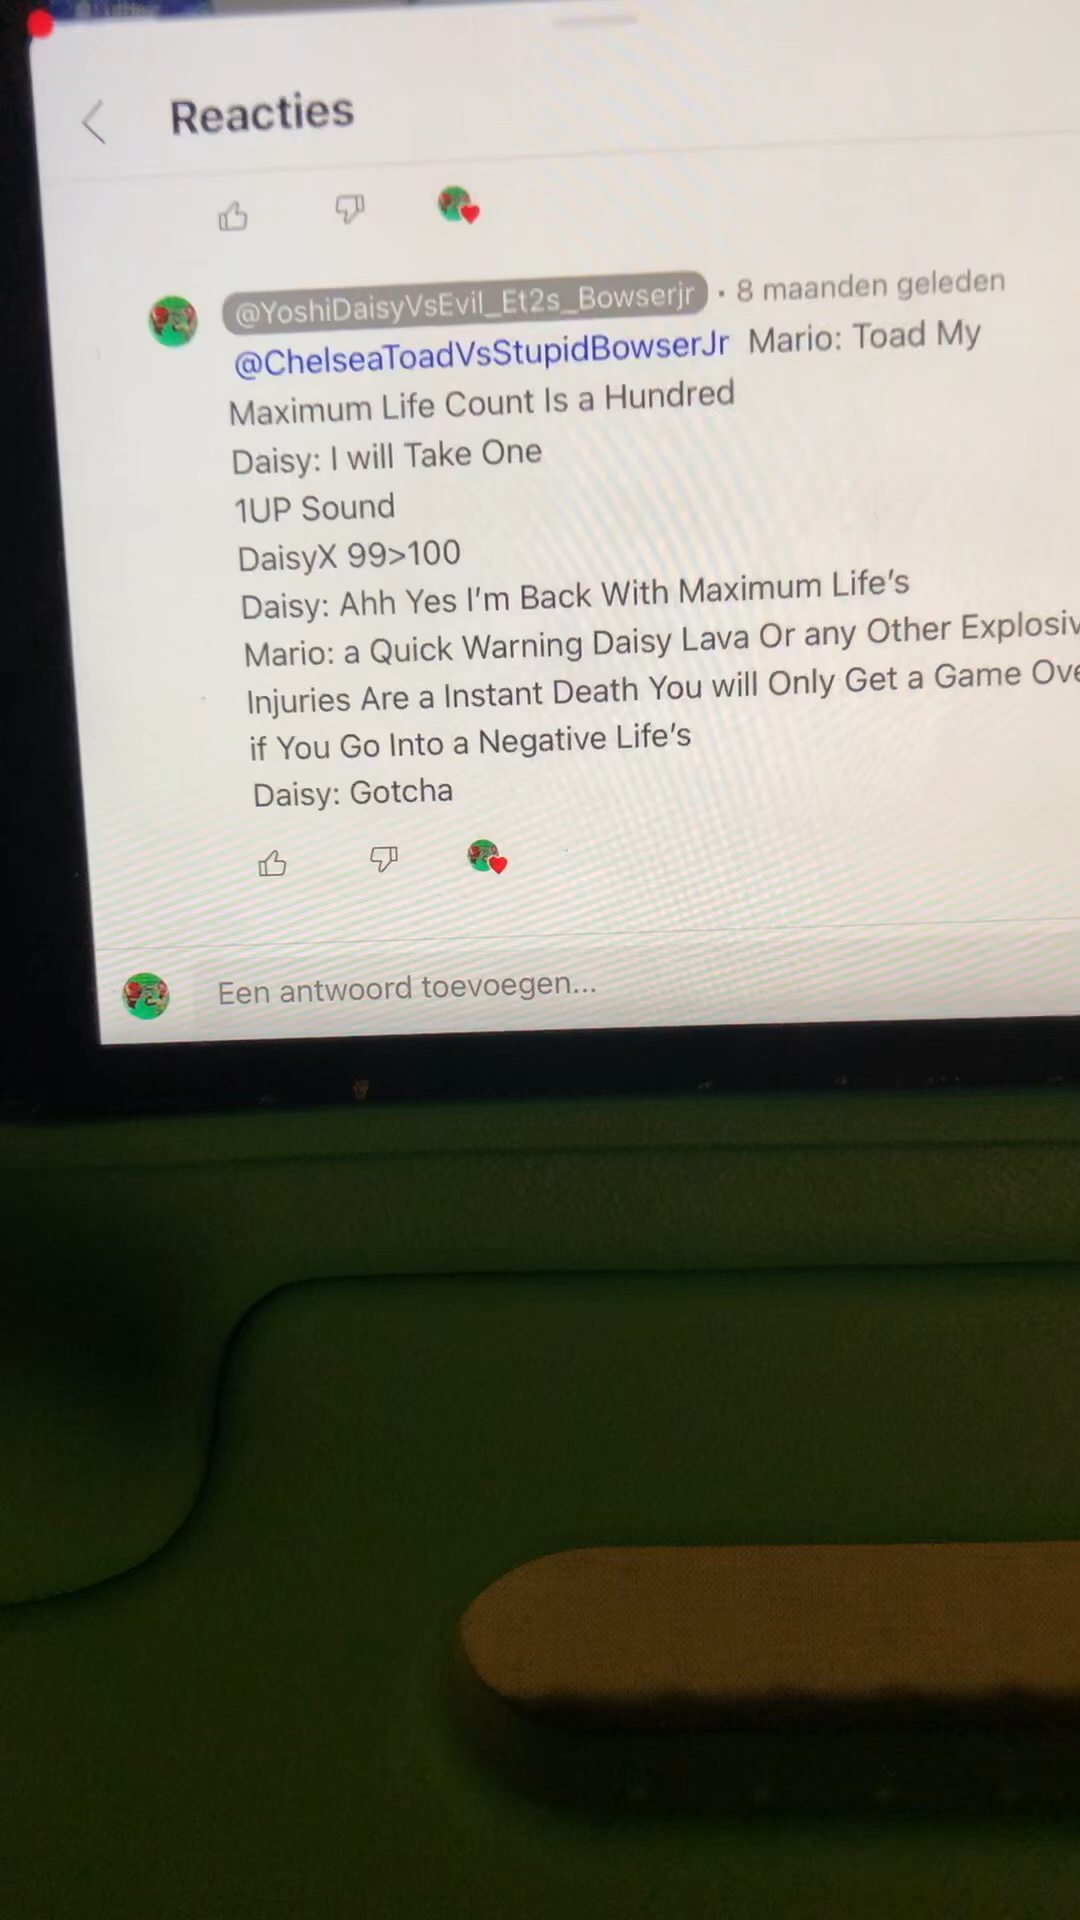 Reacties
@YoshiDaisyVsEvil_Et2s_Bowserjr · 8 maanden geleden
@ChelseaToadVsStupidBowserJr Mario: Toad My
Maximum Life Count Is a Hundred
Daisy: I will Take One
1UP Sound
DaisyX 99>100
Daisy: Ahh Yes I'm Back With Maximum Life's
Mario: a Quick Warning Daisy Lava Or any Other Explosiv
Injuries Are a Instant Death You will Only Get a Game Ove
if You Go Into a Negative Life's
Daisy: Gotcha
Een antwoord toevoegen...